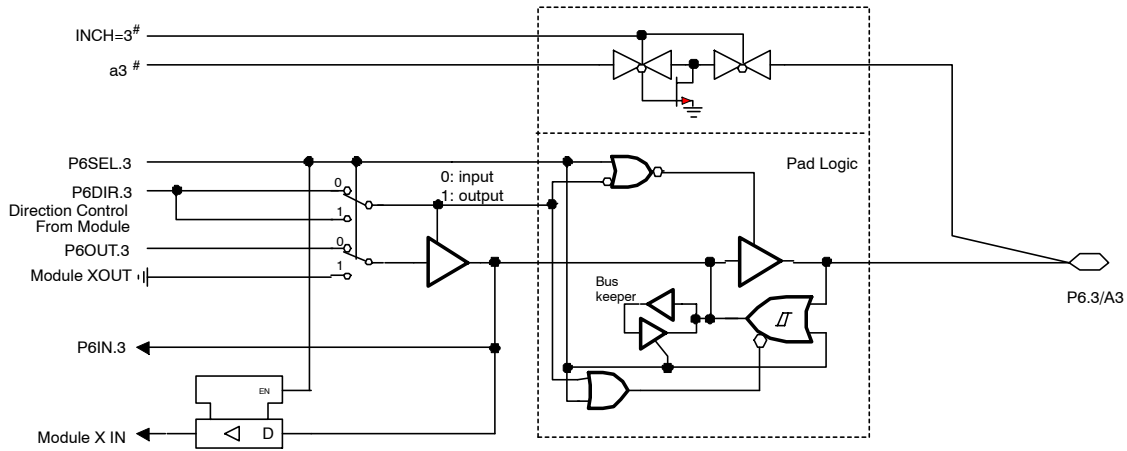 INCH=3#
a3 #
P6SEL.3
Pad Logic
0: input
1: output
P6DIR.3
0
1
Direction Control
From Module
P6OUT.3
0
1
Module XOUT
Bus
keeper
P6.3/A3
P6IN.3
EN
D
Module X IN